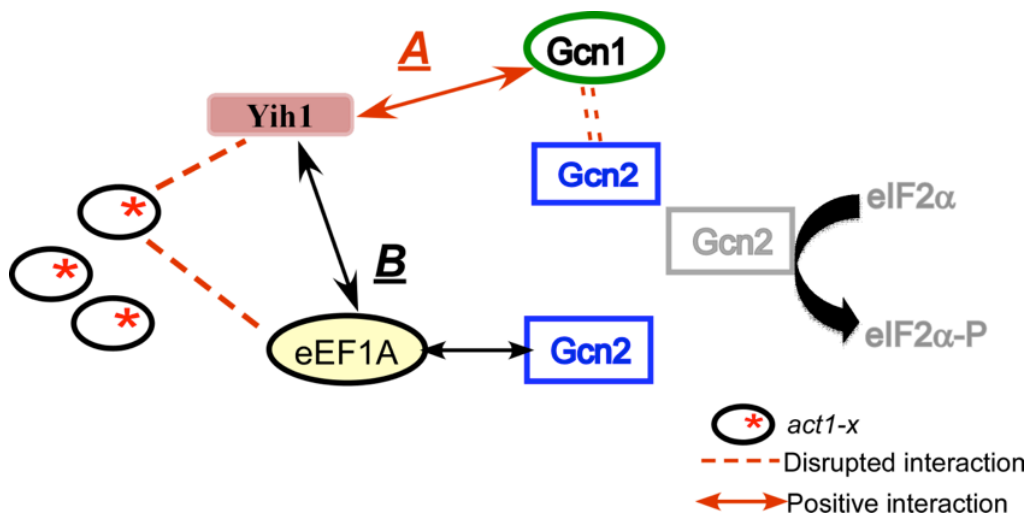 A
Gcn1
Yih1
Gcn2
eIF2α
*
Gcn2
B
*
*
eIF2α-P
eEF1A
Gcn2
* act1-x
Disrupted interaction
Positive interaction